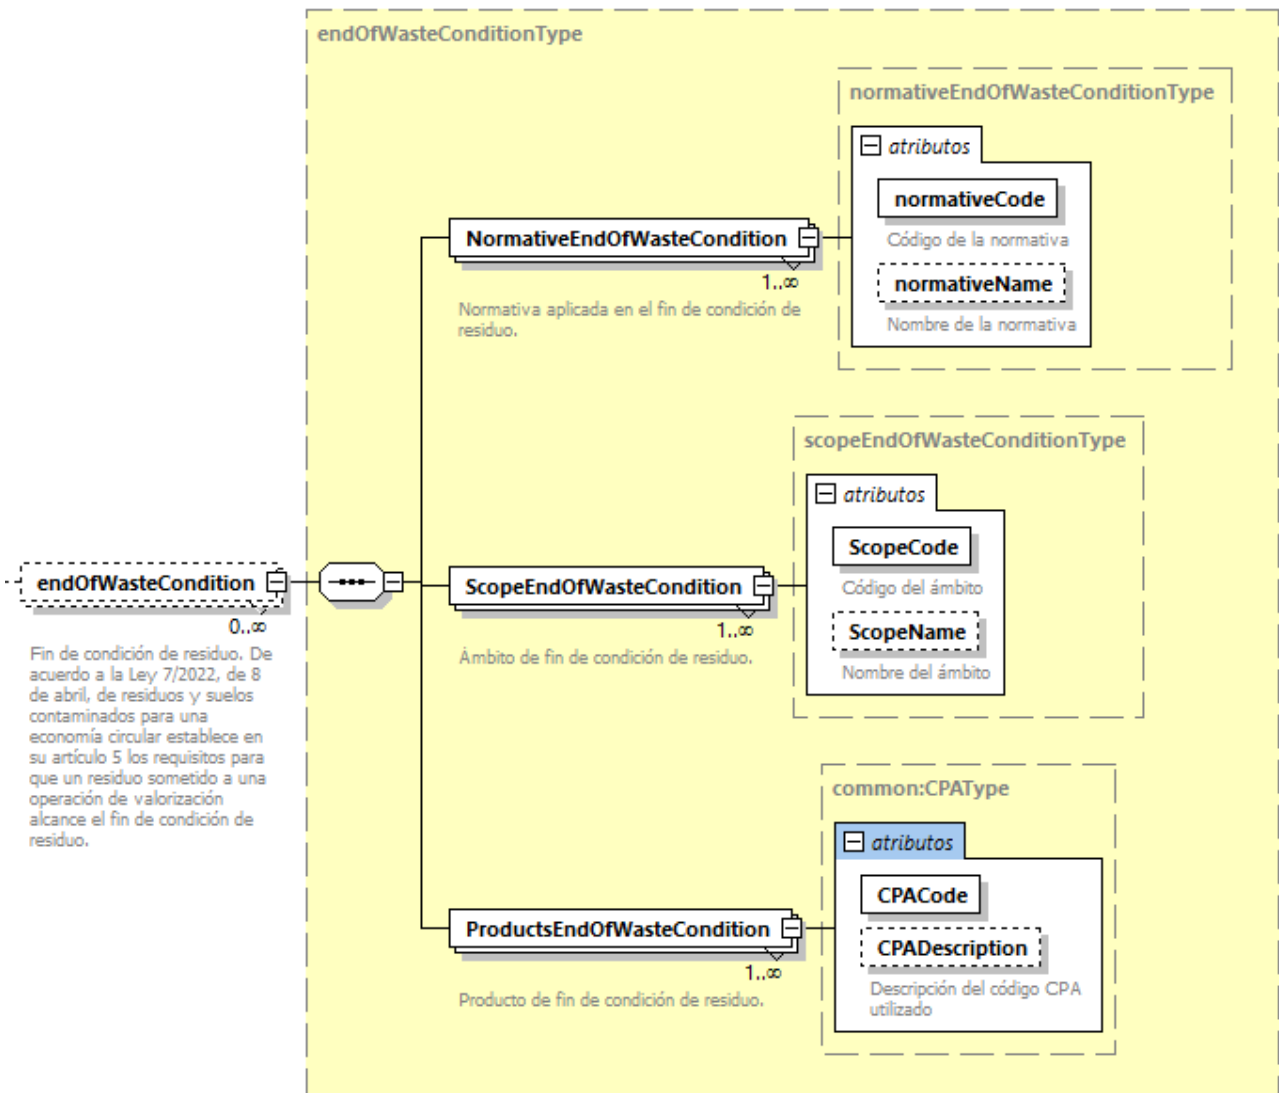 endOfWasteConditionType
normativeEndOfWasteConditionType
atributos
normativeCode
Código de la normativa
normativeName
Nombre de la normativa
NormativeEndOfWasteCondition
1..∞
Normativa aplicada en el fin de condición de
residuo.
scopeEndOfWasteConditionType
atributos
ScopeCode
Código del ámbito
ScopeName
Nombre del ámbito
ScopeEndOfWasteCondition
1..∞
Ámbito de fin de condición de residuo.
endOfWasteCondition
0..∞
Fin de condición de residuo. De
acuerdo a la Ley 7/2022, de 8
de abril, de residuos y suelos
contaminados para una
economía circular establece en
su artículo 5 los requisitos para
que un residuo sometido a una
operación de valorización
alcance el fin de condición de
residuo.
common:CPAType
atributos
CPACode
CPADescription
Descripción del código CPA
utilizado
ProductsEndOfWasteCondition
1..∞
Producto de fin de condición de residuo.